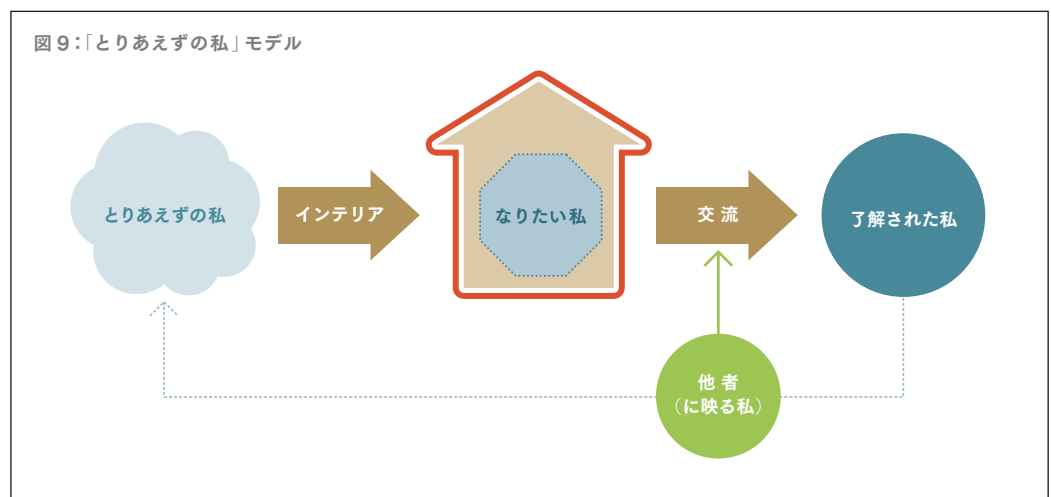 図9:「とりあえずの私」モデル
とりあえずの私
インテリア
なりたい私
交流
了解された私
他者
(に映る私)